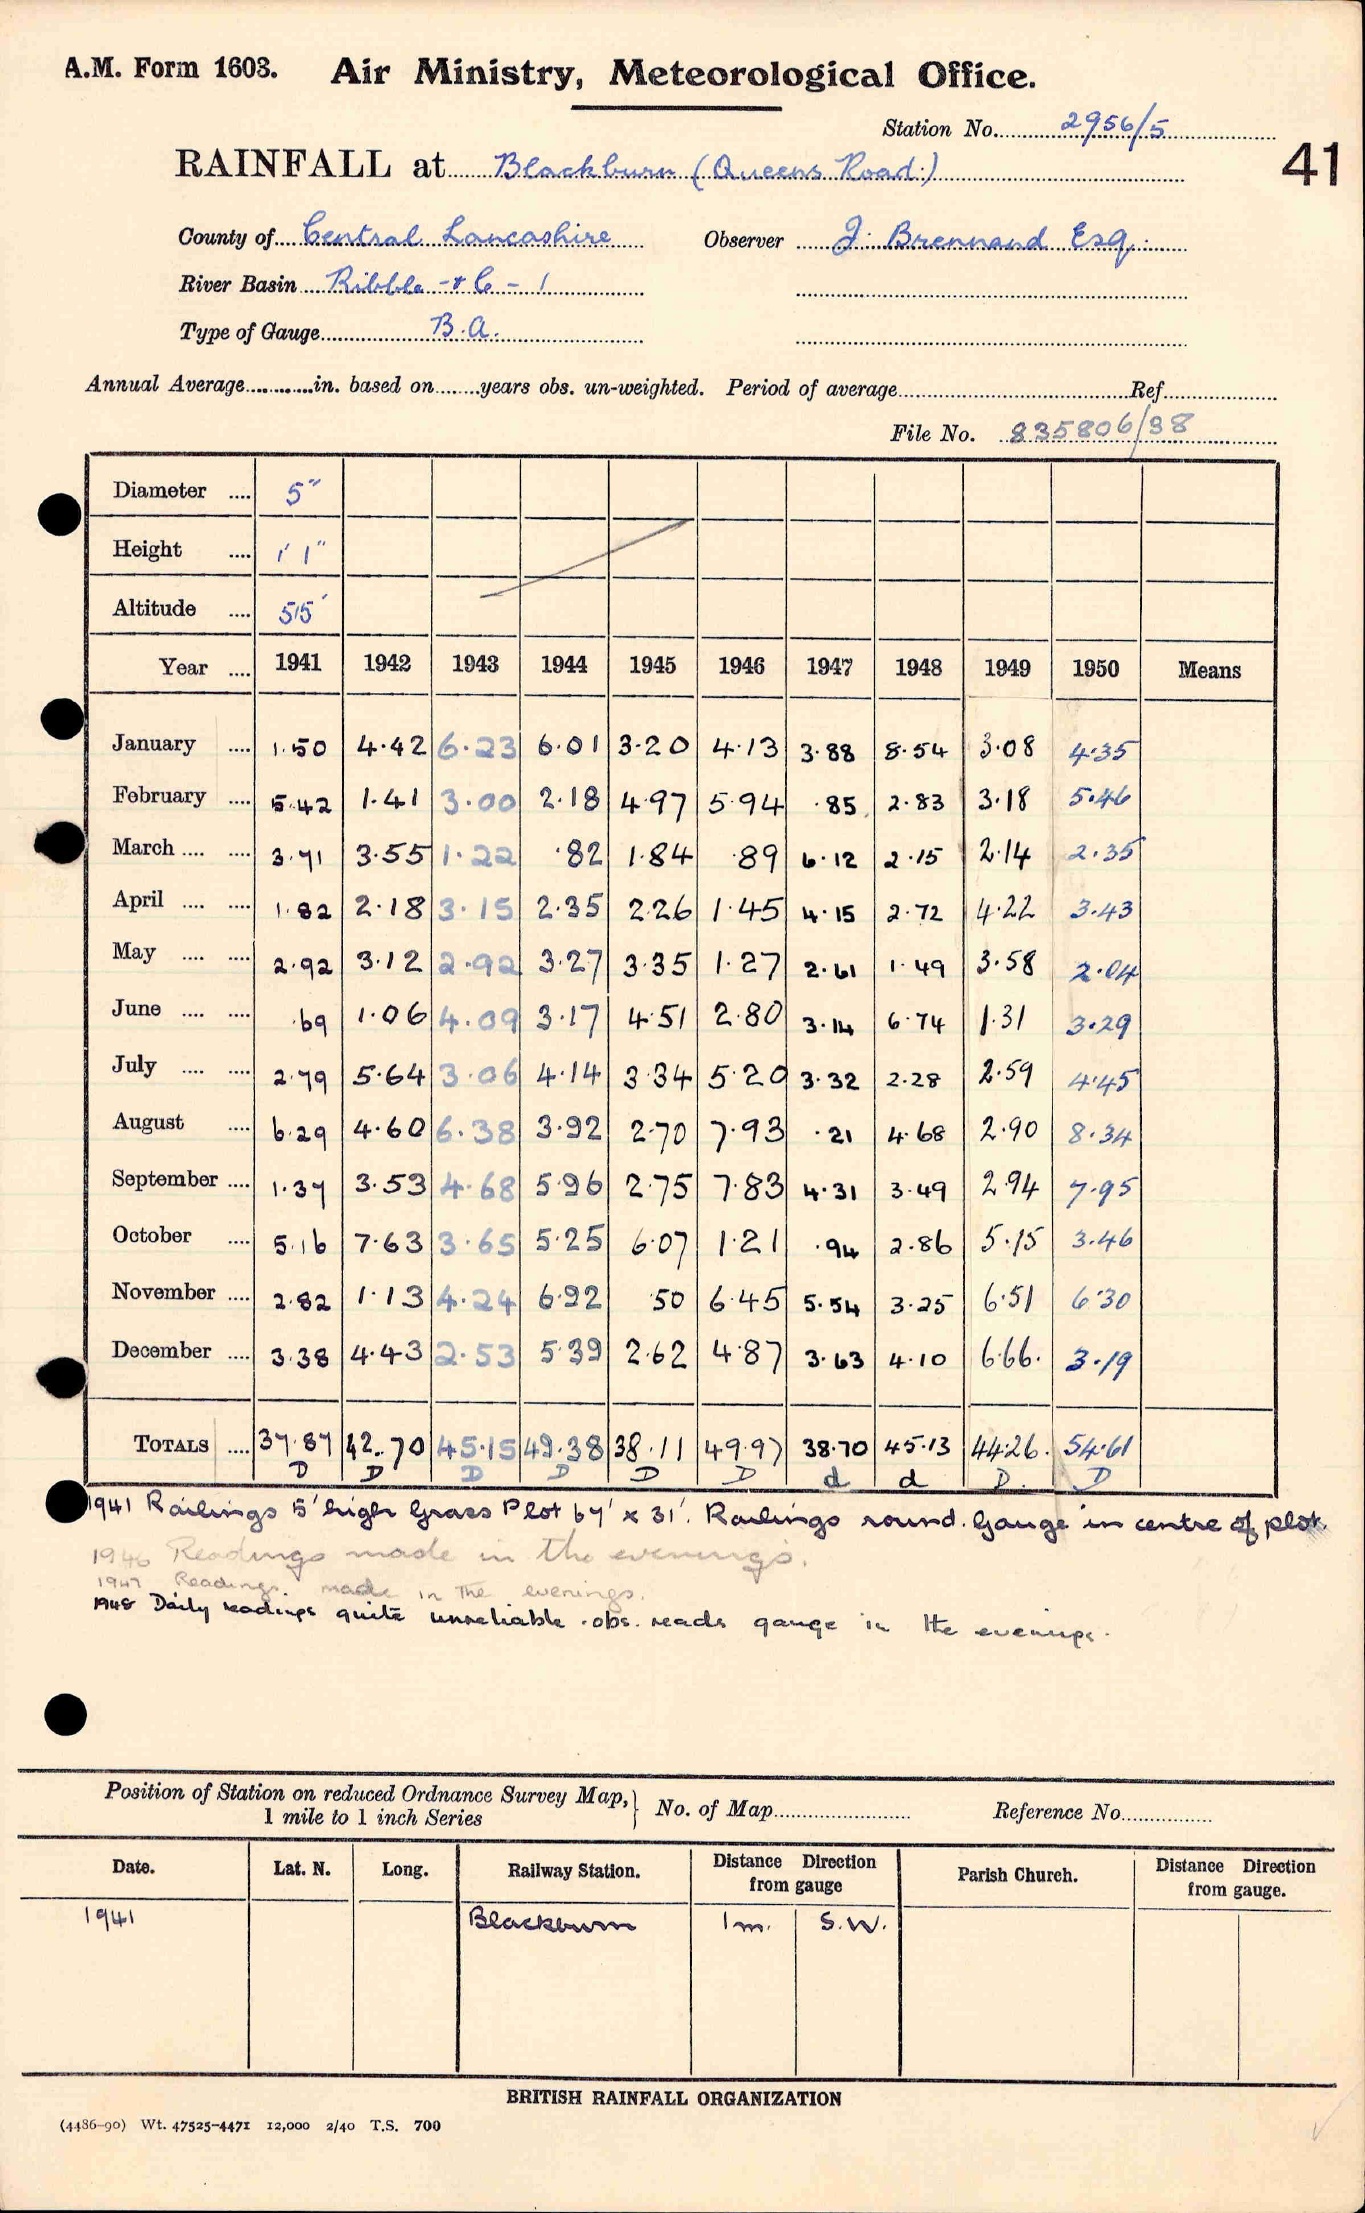 A.M. Form 1603. Air Ministry, Meteorological Office.
Station No. 2956/5
41
RAINFALL at Blackburn (Queens Road.)
County of Central Lancashire Observer J. Brennand Esq.
River Basin Ribble -+ C - 1
Type of Gauge B.A.
Annual Average in. based on years obs. un-weighted. Period of average Ref
File No. 835806/38
Diameter 5"
Height 1' 1"
Altitude 515'
Year 1941 1942 1943 1944 1945 1946 1947 1948 1949 1950 Means
January 1.50 4.42 6.23 6.01 3.20 4.13 3.88 8.54 3.08 4.35
February 5.42 1.41 3.00 2.18 4.97 5.94 .85 2.83 3.18 5.46
March 3.71 3.55 1.22 .82 1.84 .89 6.12 2.15 2.14 2.35
April 1.82 2.18 3.15 2.35 2.26 1.45 4.15 2.72 4.22 3.43
May 2.92 3.12 2.92 3.27 3.35 1.27 2.61 1.49 3.58 2.04
June .69 1.06 4.09 3.17 4.51 2.80 3.14 6.74 1.31 3.29
July 2.79 5.64 3.06 4.14 3.34 5.20 3.32 2.28 2.59 4.45
August 6.29 4.60 6.38 3.92 2.70 7.93 .21 4.68 2.90 8.34
September 1.37 3.53 4.68 5.96 2.75 7.83 4.31 3.49 2.94 7.95
October 5.16 7.63 3.65 5.25 6.07 1.21 .94 2.86 5.15 3.46
November 2.82 1.13 4.24 6.92 .50 6.45 5.54 3.25 6.51 6.30
December 3.38 4.43 2.53 5.39 2.62 4.87 3.63 4.10 6.66. 3.19
TOTALS 37.87 42.70 45.15 49.38 38.11 49.97 38.70 45.13 44.26. 54.61
D D D D D D d d D. D
1941 Railings 5' high Grass Plot 67' x 31'. Railings round. Gauge in centre of plot.
1946 Readings made in the evenings.
1947 Readings made in the evenings.
1948 Daily readings quite unreliable. obs. reads gauge in the evenings.
Position of Station on reduced Ordnance Survey Map, 1 mile to 1 inch Series No. of Map Reference No.
Date. Lat. N. Long. Railway Station. Distance Direction from gauge Parish Church. Distance Direction from gauge.
1941 Blackburn 1m. S.W.
BRITISH RAINFALL ORGANIZATION
(4486-90) Wt. 47525-4471 12,000 2/40 T.S. 700